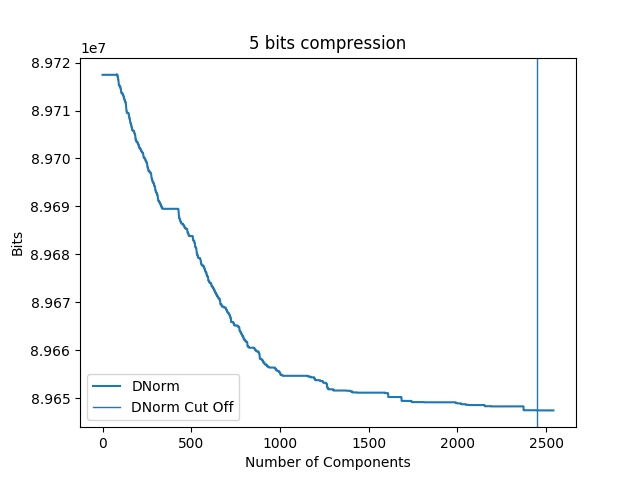 5 bits compression
1e7
8.972
8.971
8.970
8.969
8.968
8.967
8.966
8.965
Bits
DNorm
DNorm Cut Off
0 500 1000 1500 2000 2500
Number of Components